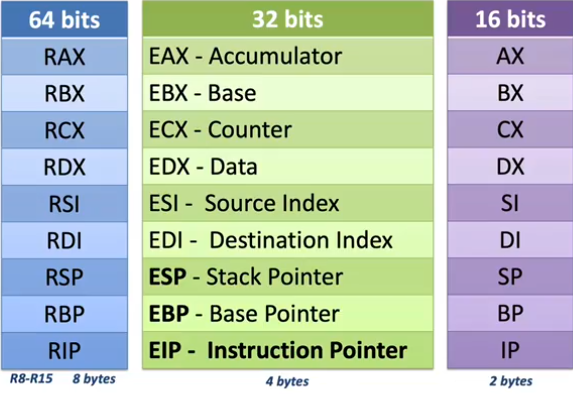 64 bits 32 bits 16 bits
RAX EAX - Accumulator AX
RBX EBX - Base BX
RCX ECX - Counter CX
RDX EDX - Data DX
RSI ESI - Source Index SI
RDI EDI - Destination Index DI
RSP ESP - Stack Pointer SP
RBP EBP - Base Pointer BP
RIP EIP - Instruction Pointer IP
R8-R15 8 bytes 4 bytes 2 bytes